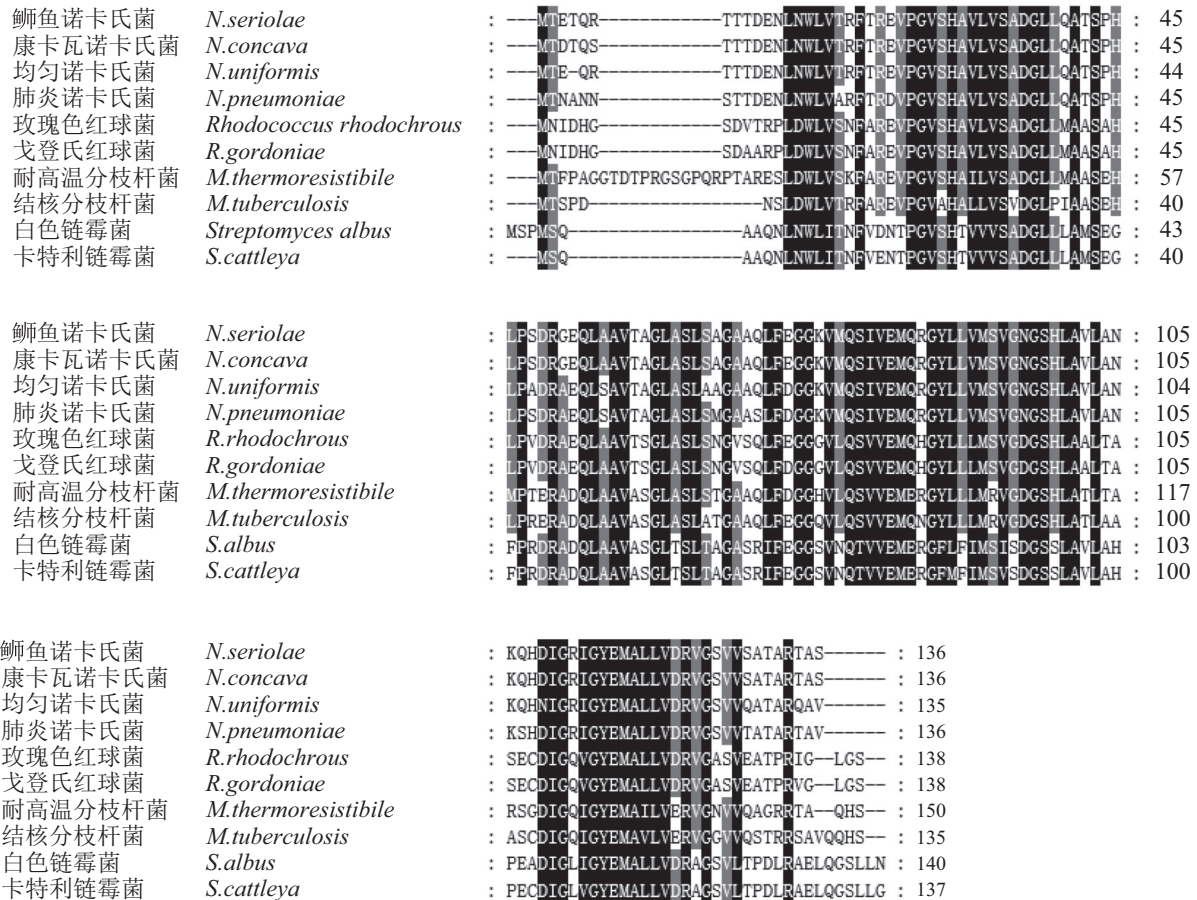 鰤鱼诺卡氏菌 N.seriolae : ---MTETQR-------------TTTDENLNWLVTRFTREVPGVSHAVLVSADGLLQATSPH : 45
康卡瓦诺卡氏菌 N.concava : ---MTDTQS-------------TTTDENLNWLVTRFTREVPGVSHAVLVSADGLLQATSPH : 45
均匀诺卡氏菌 N.uniformis : ---MTE-QR-------------TTTDENLNWLVTRFTREVPGVSHAVLVSADGLLQATSPH : 44
肺炎诺卡氏菌 N.pneumoniae : ---MTNANN-------------STTDENLNWLVARFTRDVPGVSHAVLVSADGLLQATSPH : 45
玫瑰色红球菌 Rhodococcus rhodochrous : ---MNIDHG-------------SDVTRPLDWLVSNFAREVPGVSHAVLVSADGLLMAASAH : 45
戈登氏红球菌 R.gordoniae : ---MNIDHG-------------SDAARPLDWLVSNFAREVPGVSHAVLVSADGLLMAASAH : 45
耐高温分枝杆菌 M.thermoresistibile : ---MTFPAGGTDTPRGSGPQRPTARESLDWLVSKFAREVPGVSHAILVSADGLLMAASEH : 57
结核分枝杆菌 M.tuberculosis : ---MTSPD-------------------NSLDWLVTRFAREVPGVAHALLVSVDGLPIAASEH : 40
白色链霉菌 Streptomyces albus : MSPMSQ------------------AAQNLNWLITNFVDNTPGVSHTVVVSADGLLLAMSEG : 43
卡特利链霉菌 S.cattleya : ---MSQ------------------AAQNLNWLITNFVENTPGVSHTVVVSADGLLLAMSEG : 40
鰤鱼诺卡氏菌 N.seriolae : LPSDRGEQLAAVTAGLASLSAGAAQLFEGGKVMQSIVEMQRGYLLVMSVGNGSHLAVLAN : 105
康卡瓦诺卡氏菌 N.concava : LPSDRGEQLAAVTAGLASLSAGAAQLFEGGKVMQSIVEMQRGYLLVMSVGNGSHLAVLAN : 105
均匀诺卡氏菌 N.uniformis : LPADRAEQLSAVTAGLASLAAGAAQLFDGGKVMQSIVEMQRGYLLVMSVGNGSHLAVLAN : 104
肺炎诺卡氏菌 N.pneumoniae : LPSDRAEQLSAVTAGLASLSMGAASLFDGGKVMQSIVEMQRGYLLVMSVGNGSHLAVLAN : 105
玫瑰色红球菌 R.rhodochrous : LPVDRAEQLAAVTSGLASLSNGVSQLFEGGGVLQSVVEMQHGYLLLMSVGDGSHLAALTA : 105
戈登氏红球菌 R.gordoniae : LPVDRAEQLAAVTSGLASLSNGVSQLFDGGGVLQSVVEMQHGYLLLMSVGDGSHLAALTA : 105
耐高温分枝杆菌 M.thermoresistibile : MPTERADQLAAVASGLASLSTGAAQLFDGGHVLQSVVEMERGYLLLMRVGDGSHLATLTA : 117
结核分枝杆菌 M.tuberculosis : LPRERADQLAAVASGLASLATGAAQLFEGGQVLQSVVEMQNGYLLLMRVGDGSHLATLAA : 100
白色链霉菌 S.albus : FPRDRADQLAAVASGLTSLTAGASRIFEGGSVNQTVVEMERGFLFIMSISDGSSLAVLAH : 103
卡特利链霉菌 S.cattleya : FPRDRADQLAAVASGLTSLTAGASRIFEGGSVNQTVVEMERGFMFIMSVSDGSSLAVLAH : 100
鰤鱼诺卡氏菌 N.seriolae : KQHDIGRIGYEMALLVDRVGSVVSATARTAS------ : 136
康卡瓦诺卡氏菌 N.concava : KQHDIGRIGYEMALLVDRVGSVVSATARTAS------ : 136
均匀诺卡氏菌 N.uniformis : KQHNIGRIGYEMALLVDRVGSVVQATARQAV------ : 135
肺炎诺卡氏菌 N.pneumoniae : KSHDIGRIGYEMALLVDRVGSVVTATARTAV------ : 136
玫瑰色红球菌 R.rhodochrous : SECDIGQVGYEMALLVDRVGASVEATPRIG--LGS-- : 138
戈登氏红球菌 R.gordoniae : SECDIGQVGYEMALLVDRVGASVEATPRVG--LGS-- : 138
耐高温分枝杆菌 M.thermoresistibile : RSGDIGQIGYEMAILVERVGNVVQAGRRTA--QHS-- : 150
结核分枝杆菌 M.tuberculosis : ASCDIGQIGYEMAVLVERVGGVVQSTRRSAVQQHS-- : 135
白色链霉菌 S.albus : PEADIGLIGYEMALLVDRAGSVLTPDLRAELQGSLLN : 140
卡特利链霉菌 S.cattleya : PECDIGLVGYEMALLVDRAGSVLTPDLRAELQGSLLG : 137